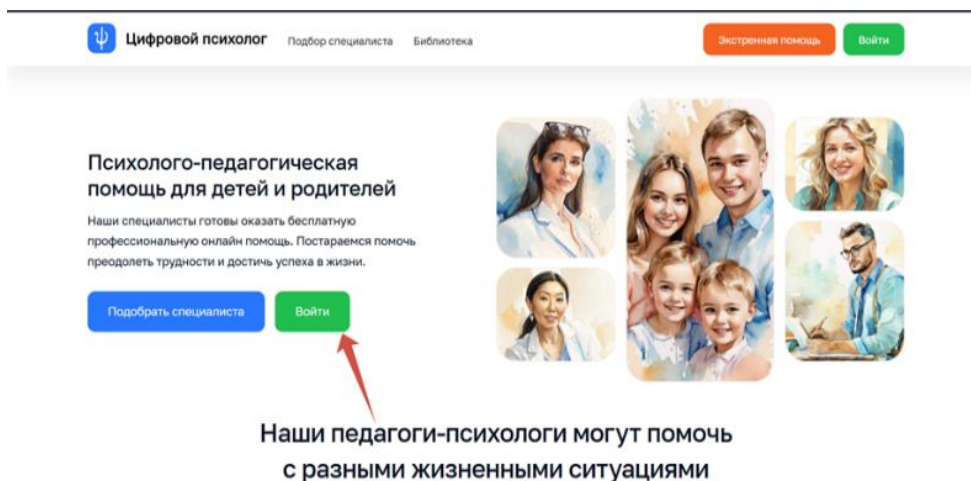 Цифровой психолог Подбор специалиста Библиотека Экстренная помощь Войти
Психолого-педагогическая
помощь для детей и родителей
Наши специалисты готовы оказать бесплатную
профессиональную онлайн помощь. Постараемся помочь
преодолеть трудности и достичь успеха в жизни.
Подобрать специалиста Войти
Наши педагоги-психологи могут помочь
с разными жизненными ситуациями